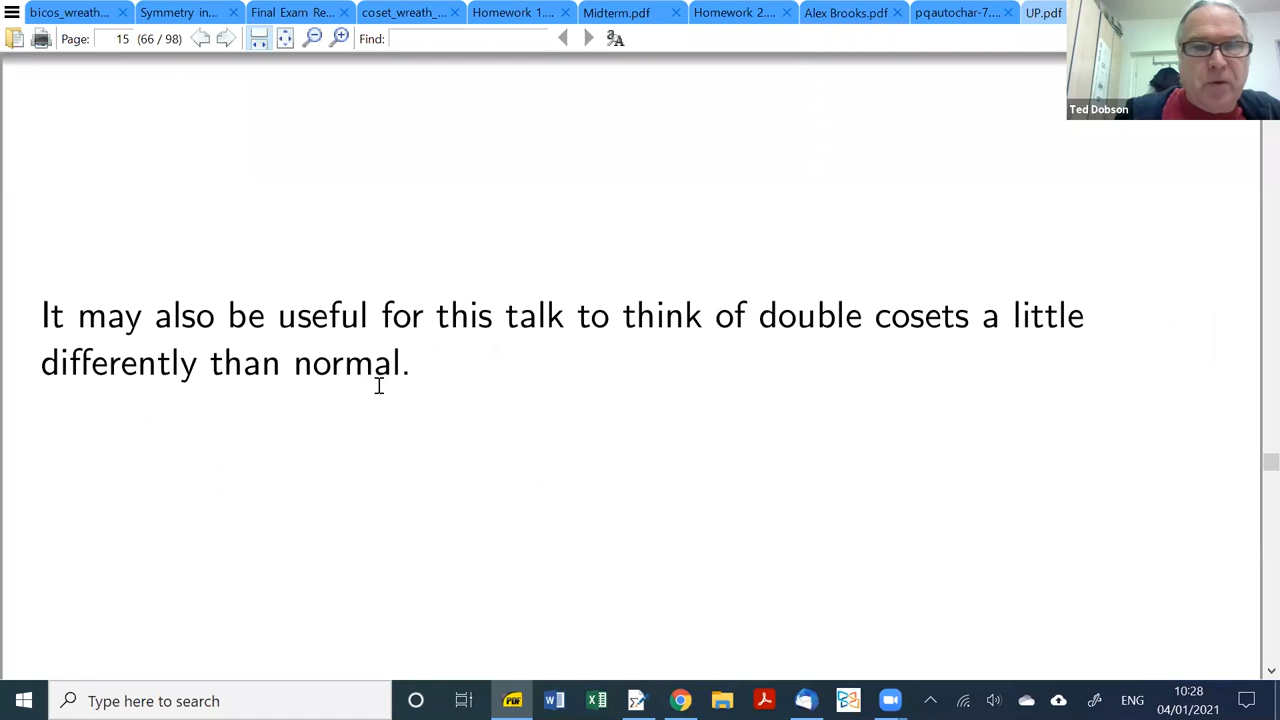 bicos_wreath... Symmetry in... Final Exam Re... coset_wreath_... Homework 1.... Midterm.pdf Homework 2.... Alex Brooks.pdf pqautochar-7.... UP.pdf
Page: 15 (66 / 98) Find:
Ted Dobson
It may also be useful for this talk to think of double cosets a little
differently than normal.
Type here to search
ENG
10:28
04/01/2021